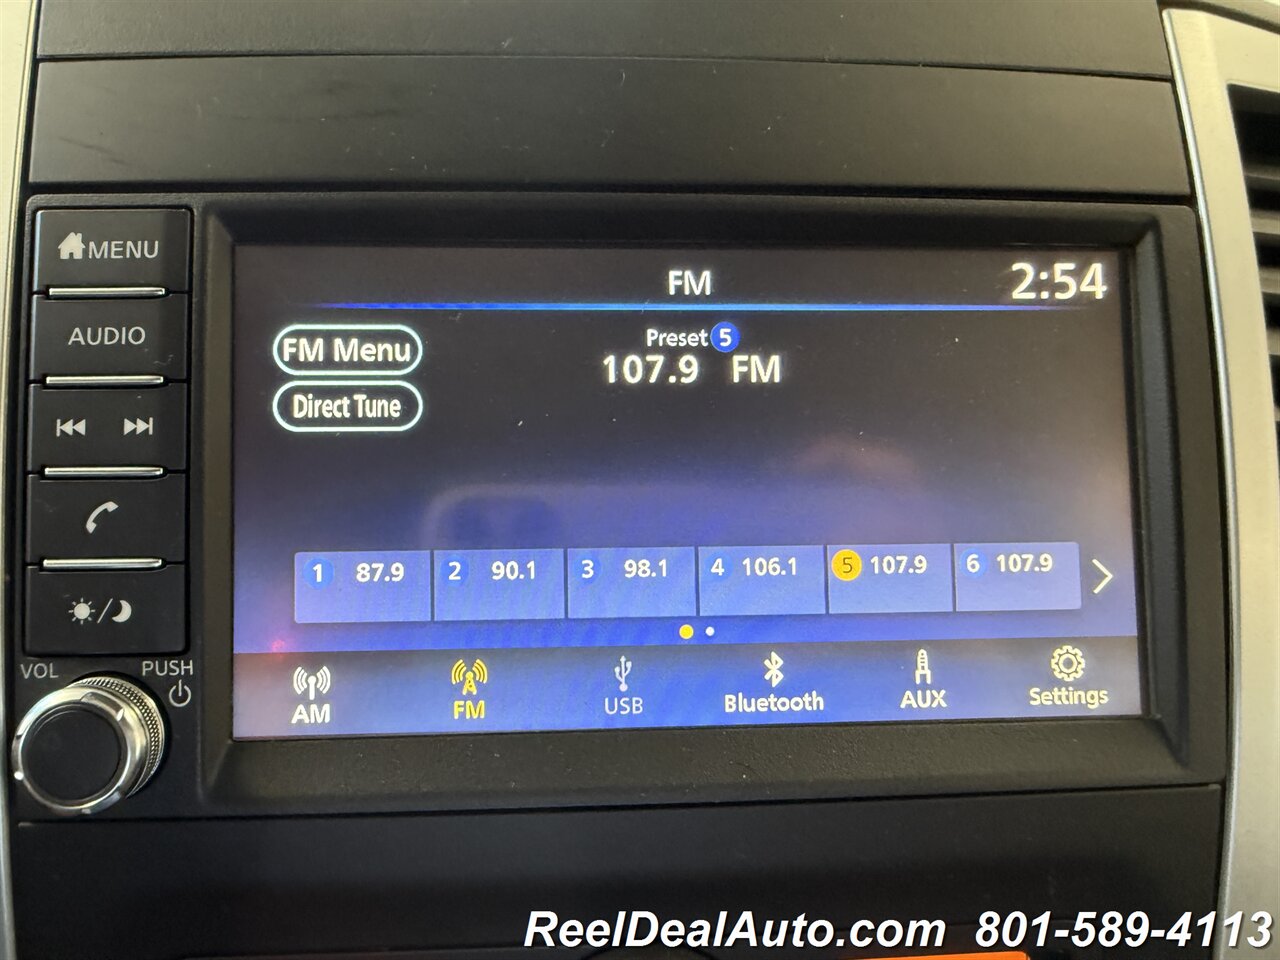 MENU
AUDIO
VOL
PUSH
FM
2:54
FM Menu
Preset 5
107.9 FM
Direct Tune
1 87.9
2 90.1
3 98.1
4 106.1
5 107.9
6 107.9
AM
FM
USB
Bluetooth
AUX
Settings
ReelDealAuto.com 801-589-4113